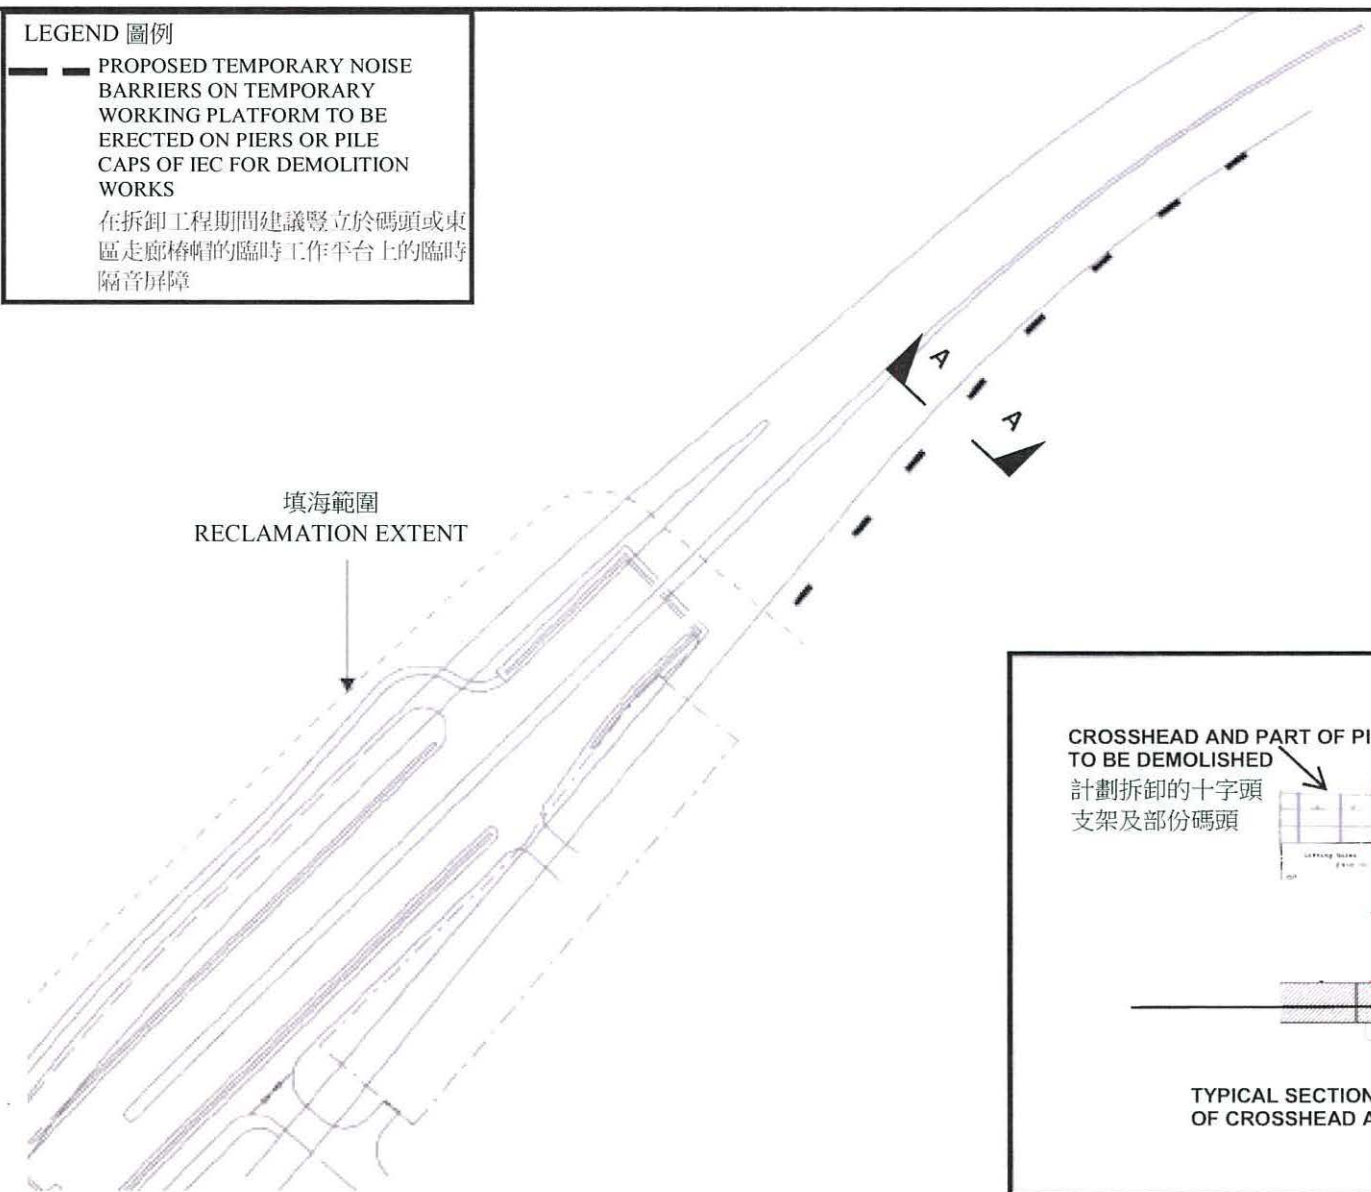 LEGEND 圖例
PROPOSED TEMPORARY NOISE
BARRIERS ON TEMPORARY
WORKING PLATFORM TO BE
ERECTED ON PIERS OR PILE
CAPS OF IEC FOR DEMOLITION
WORKS
在拆卸工程期間建議豎立於碼頭或東
區走廊樁帽的臨時工作平台上的臨時
隔音屏障
A
A
填海範圍
RECLAMATION EXTENT
CROSSHEAD AND PART OF PI
TO BE DEMOLISHED
計劃拆卸的十字頭
支架及部份碼頭
TYPICAL SECTION
OF CROSSHEAD A